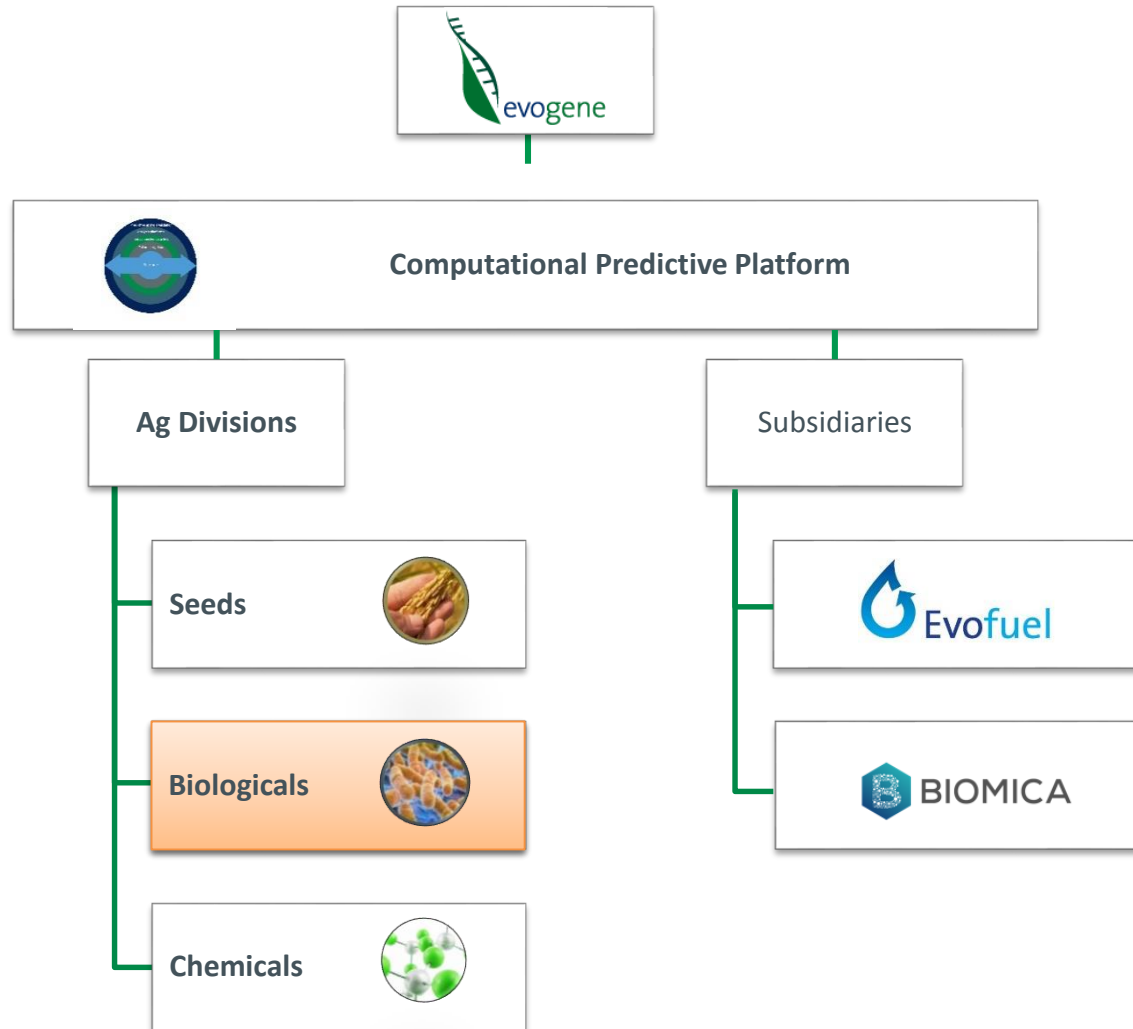 evogene
Computational Predictive Platform
Ag Divisions
Subsidiaries
Seeds
Evofuel
Biologicals
BIOMICA
Chemicals